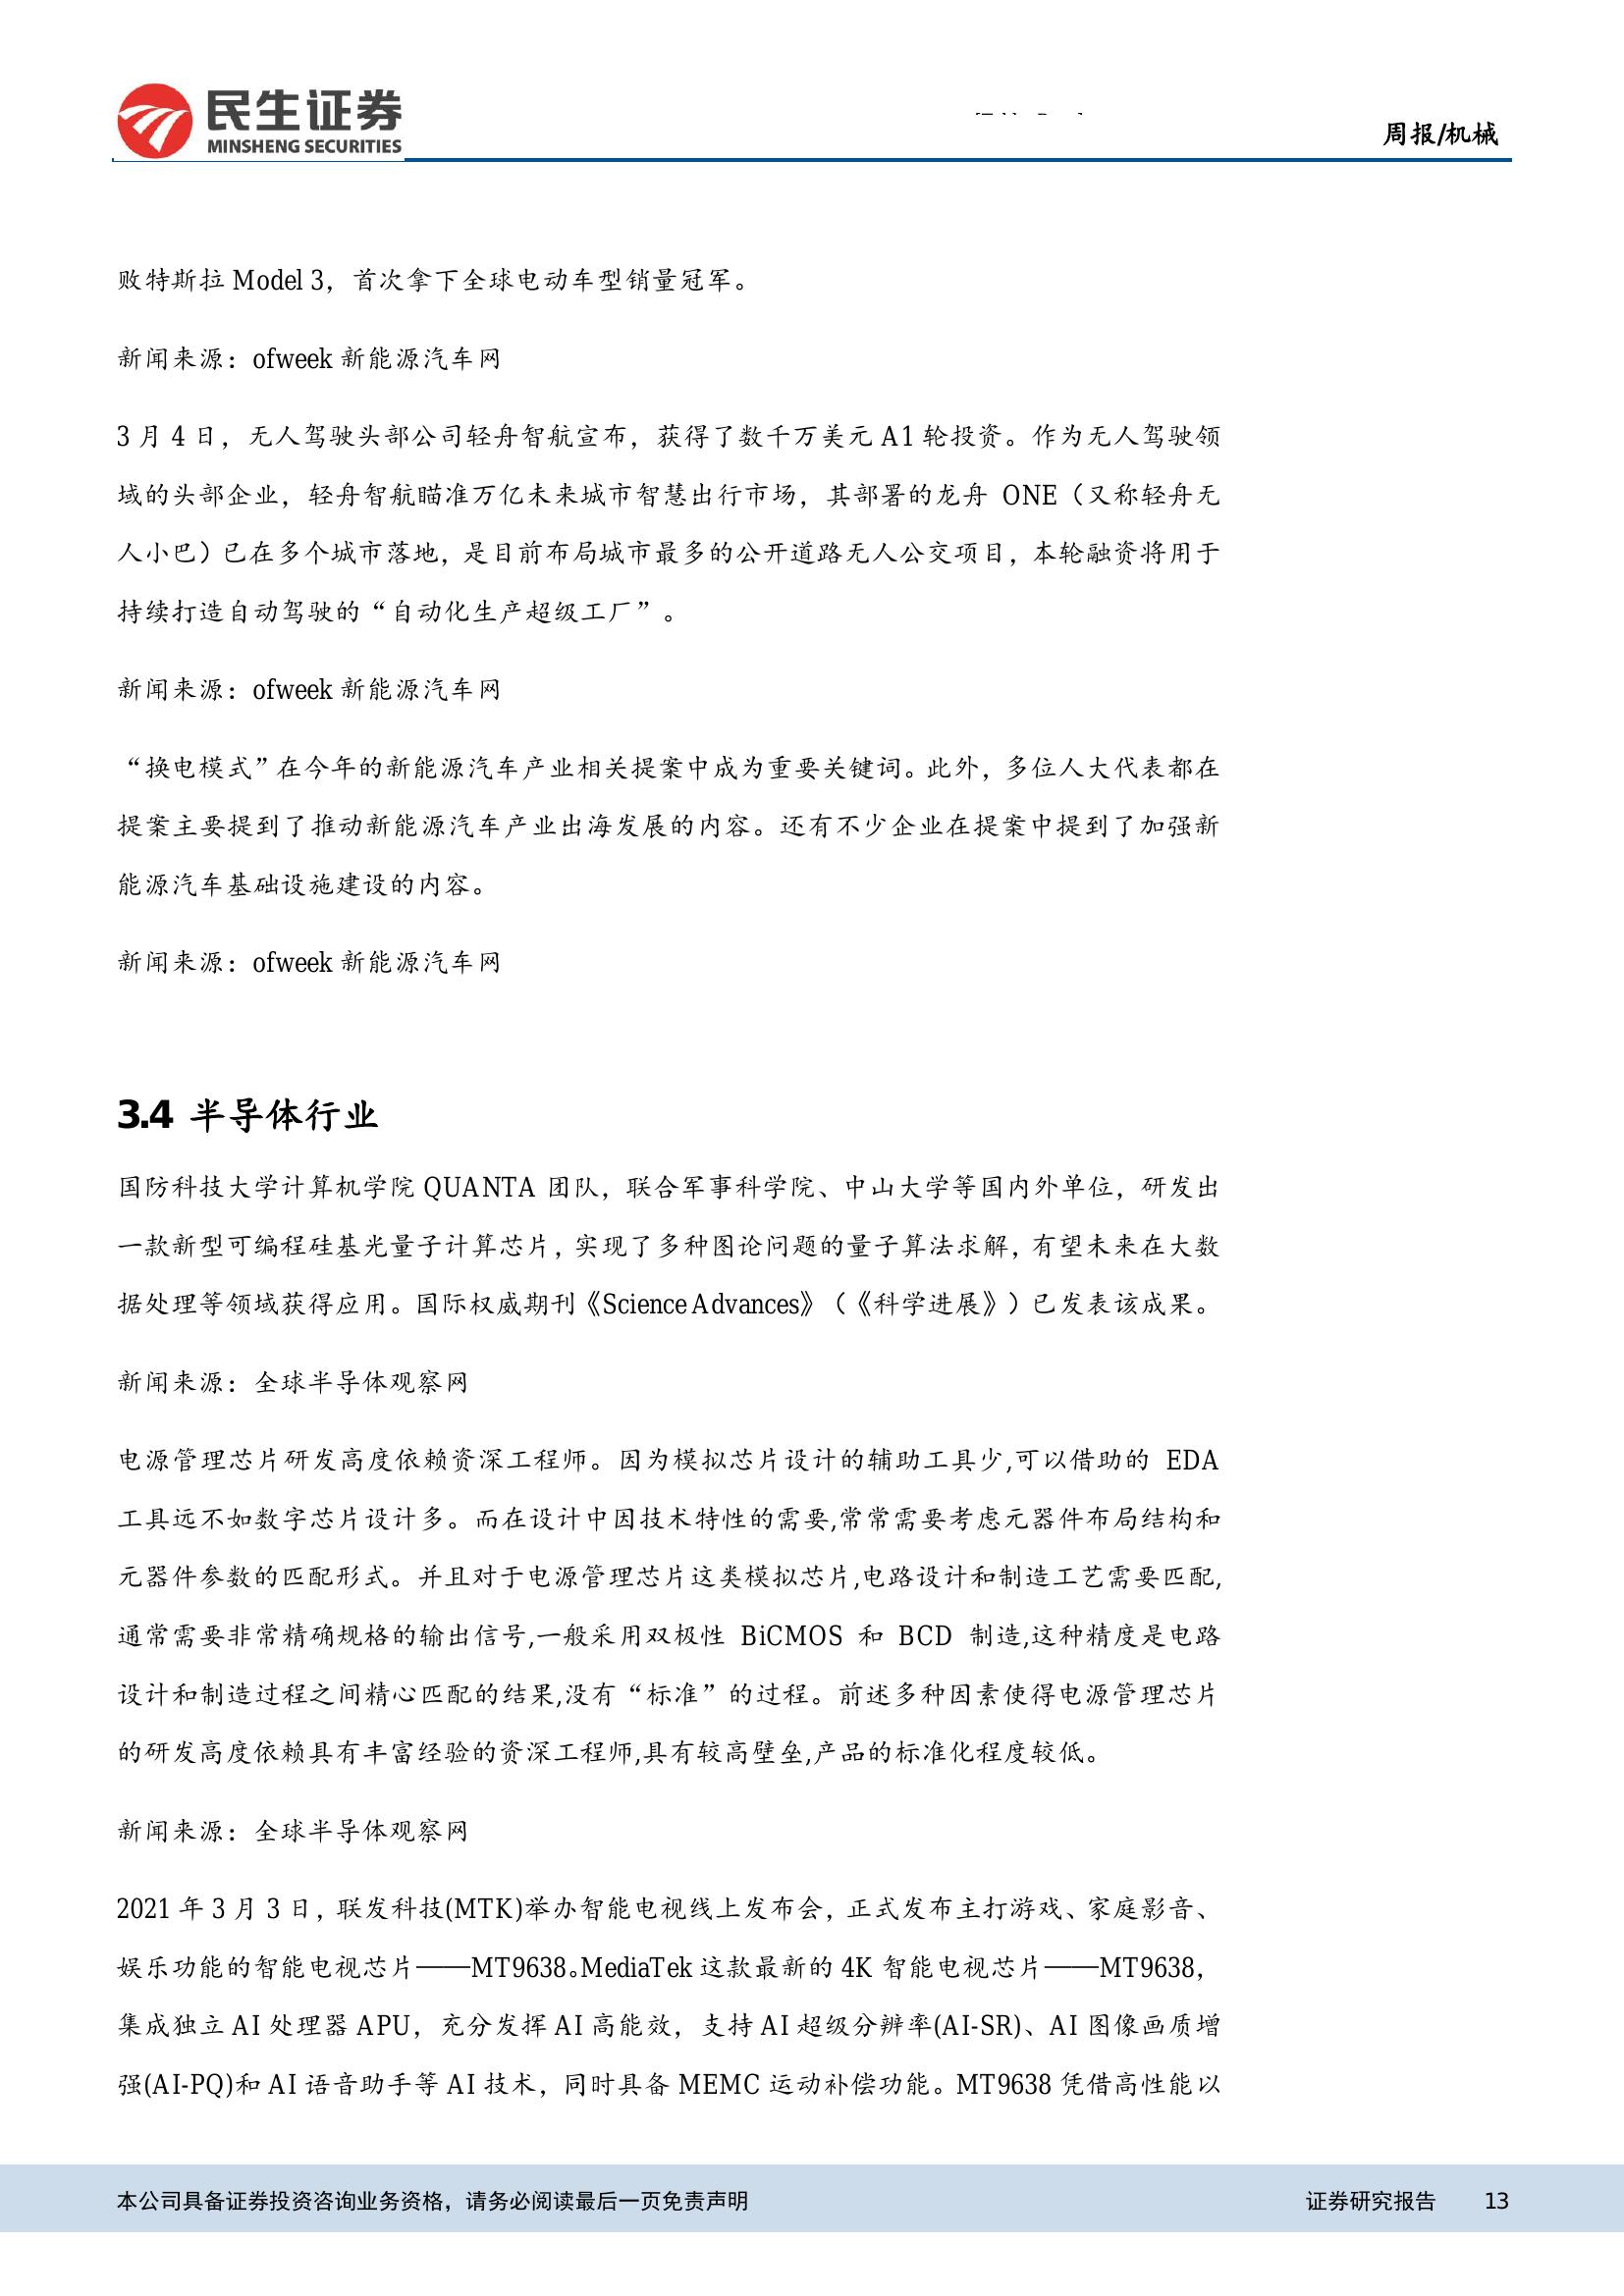 民生证券
MINSHENG SECURITIES
周报/机械
败特斯拉 Model 3，首次拿下全球电动车型销量冠军。
新闻来源：ofweek 新能源汽车网
3 月 4 日，无人驾驶头部公司轻舟智航宣布，获得了数千万美元 A1 轮投资。作为无人驾驶领
域的头部企业，轻舟智航瞄准万亿未来城市智慧出行市场，其部署的龙舟 ONE（又称轻舟无
人小巴）已在多个城市落地，是目前布局城市最多的公开道路无人公交项目，本轮融资将用于
持续打造自动驾驶的“自动化生产超级工厂”。
新闻来源：ofweek 新能源汽车网
“换电模式”在今年的新能源汽车产业相关提案中成为重要关键词。此外，多位人大代表都在
提案主要提到了推动新能源汽车产业出海发展的内容。还有不少企业在提案中提到了加强新
能源汽车基础设施建设的内容。
新闻来源：ofweek 新能源汽车网
3.4 半导体行业
国防科技大学计算机学院 QUANTA 团队，联合军事科学院、中山大学等国内外单位，研发出
一款新型可编程硅基光量子计算芯片，实现了多种图论问题的量子算法求解，有望未来在大数
据处理等领域获得应用。国际权威期刊《Science Advances》（《科学进展》）已发表该成果。
新闻来源：全球半导体观察网
电源管理芯片研发高度依赖资深工程师。因为模拟芯片设计的辅助工具少,可以借助的 EDA
工具远不如数字芯片设计多。而在设计中因技术特性的需要,常常需要考虑元器件布局结构和
元器件参数的匹配形式。并且对于电源管理芯片这类模拟芯片,电路设计和制造工艺需要匹配,
通常需要非常精确规格的输出信号,一般采用双极性 BiCMOS 和 BCD 制造,这种精度是电路
设计和制造过程之间精心匹配的结果,没有“标准”的过程。前述多种因素使得电源管理芯片
的研发高度依赖具有丰富经验的资深工程师,具有较高壁垒,产品的标准化程度较低。
新闻来源：全球半导体观察网
2021 年 3 月 3 日，联发科技(MTK)举办智能电视线上发布会，正式发布主打游戏、家庭影音、
娱乐功能的智能电视芯片——MT9638。MediaTek 这款最新的 4K 智能电视芯片——MT9638，
集成独立 AI 处理器 APU，充分发挥 AI 高能效，支持 AI 超级分辨率(AI-SR)、AI 图像画质增
强(AI-PQ)和 AI 语音助手等 AI 技术，同时具备 MEMC 运动补偿功能。MT9638 凭借高性能以
本公司具备证券投资咨询业务资格，请务必阅读最后一页免责声明
证券研究报告 13